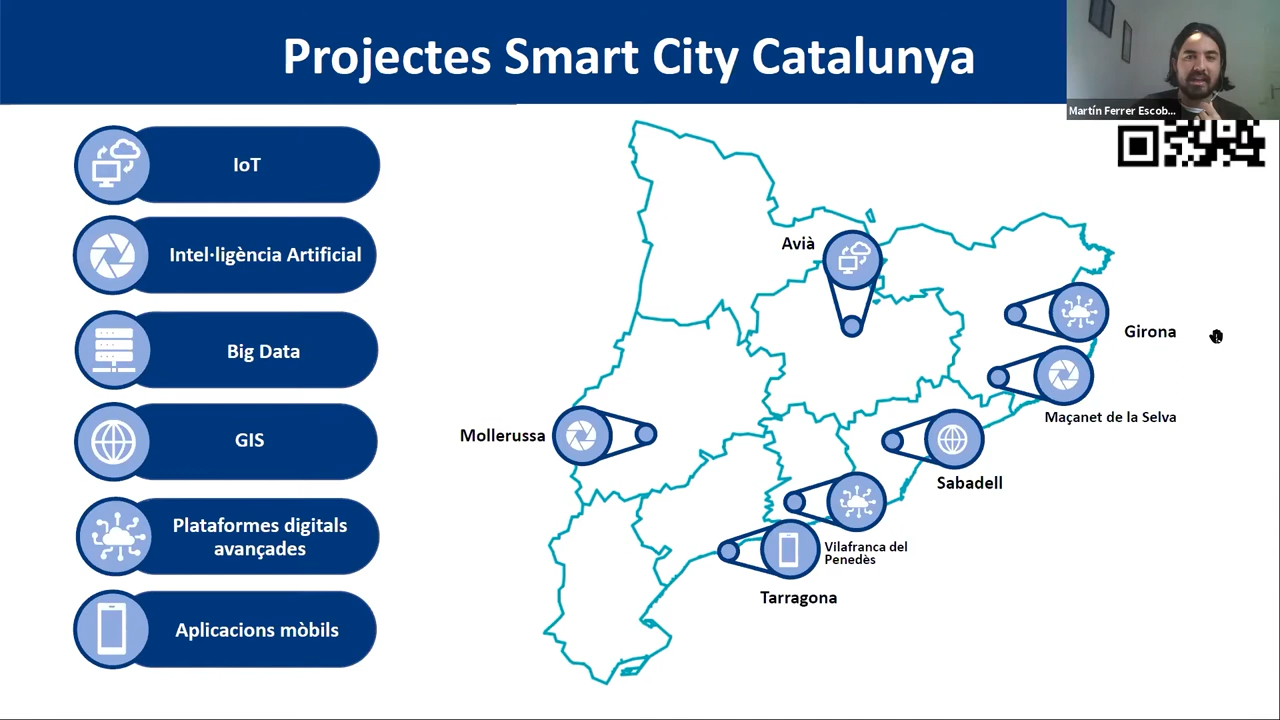 Projectes Smart City Catalunya
Martín Ferrer Escob...
IoT
Intel·ligència Artificial
Big Data
GIS
Plataformes digitals
avançades
Aplicacions mòbils
Avià
Girona
Maçanet de la Selva
Mollerussa
Sabadell
Vilafranca del
Penedès
Tarragona